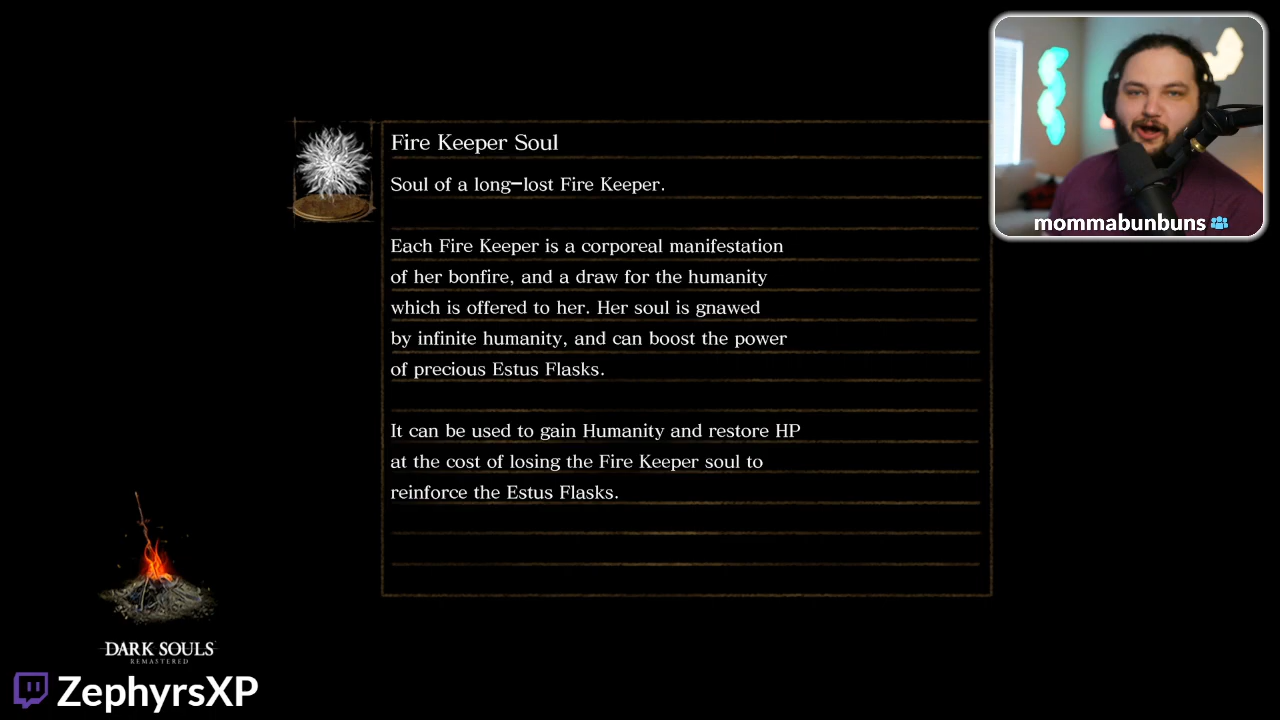 Fire Keeper Soul
Soul of a long-lost Fire Keeper.
Each Fire Keeper is a corporeal manifestation
of her bonfire, and a draw for the humanity
which is offered to her. Her soul is gnawed
by infinite humanity, and can boost the power
of precious Estus Flasks.
It can be used to gain Humanity and restore HP
at the cost of losing the Fire Keeper soul to
reinforce the Estus Flasks.
mommabunbuns
DARK SOULS
REMASTERED
ZephyrsXP